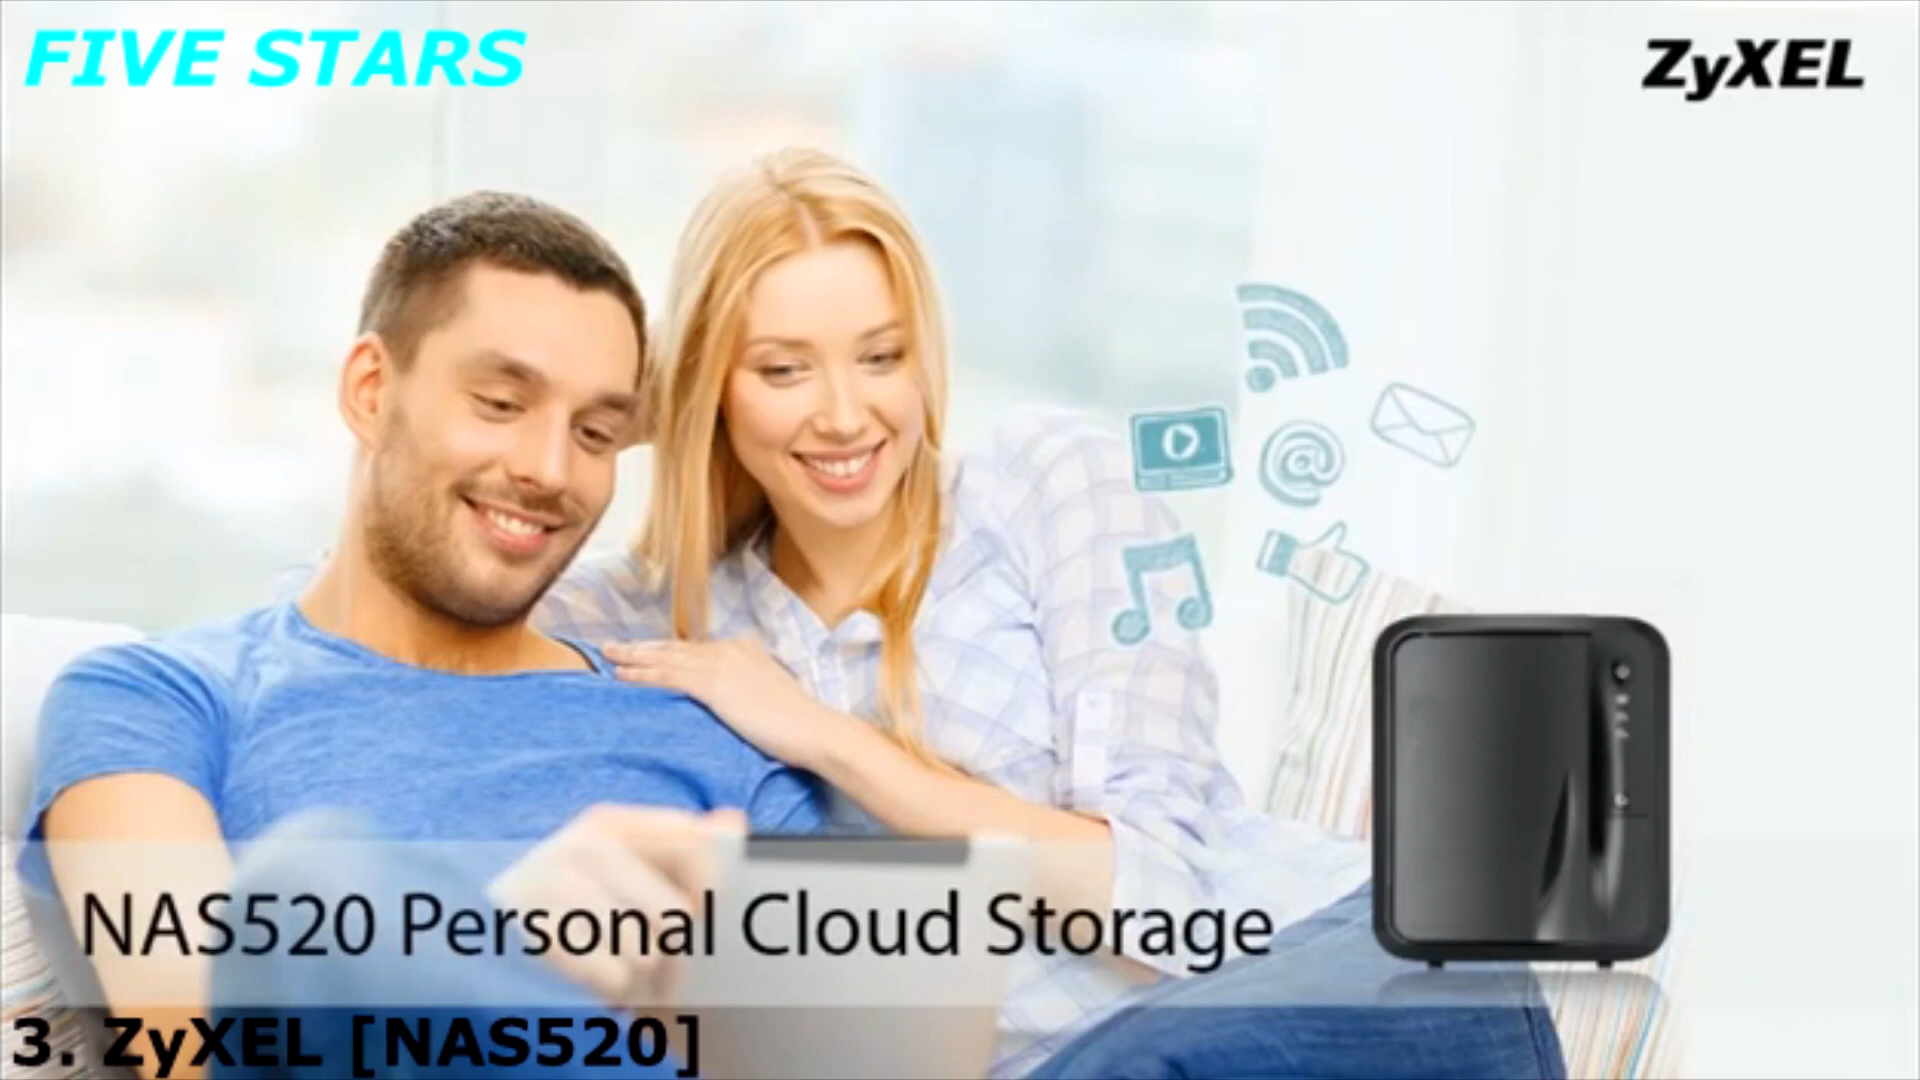 FIVE STARS
ZyXEL
NAS520 Personal Cloud Storage
3. ZyXEL [NAS520]